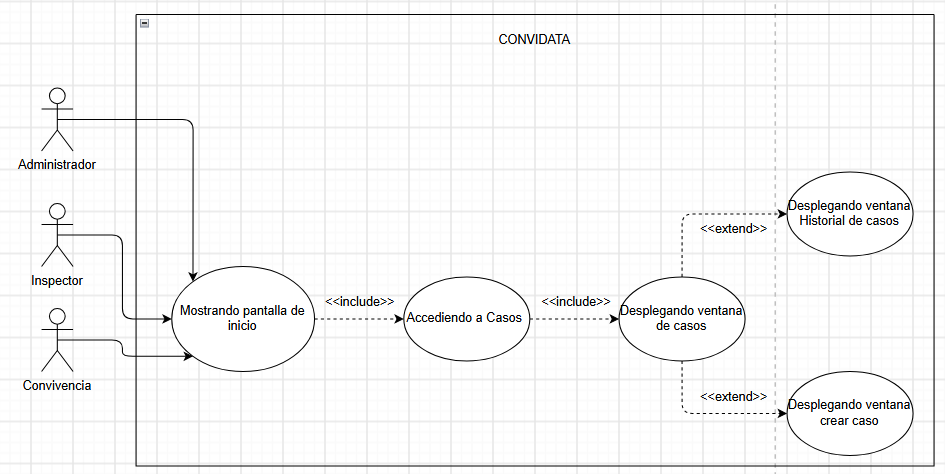 CONVIDATA
Administrador
Inspector
Convivencia
Mostrando pantalla de
inicio
<<include>>
Accediendo a Casos
<<include>>
Desplegando ventana
de casos
<<extend>>
Desplegando ventana
Historial de casos
<<extend>>
Desplegando ventana
crear caso